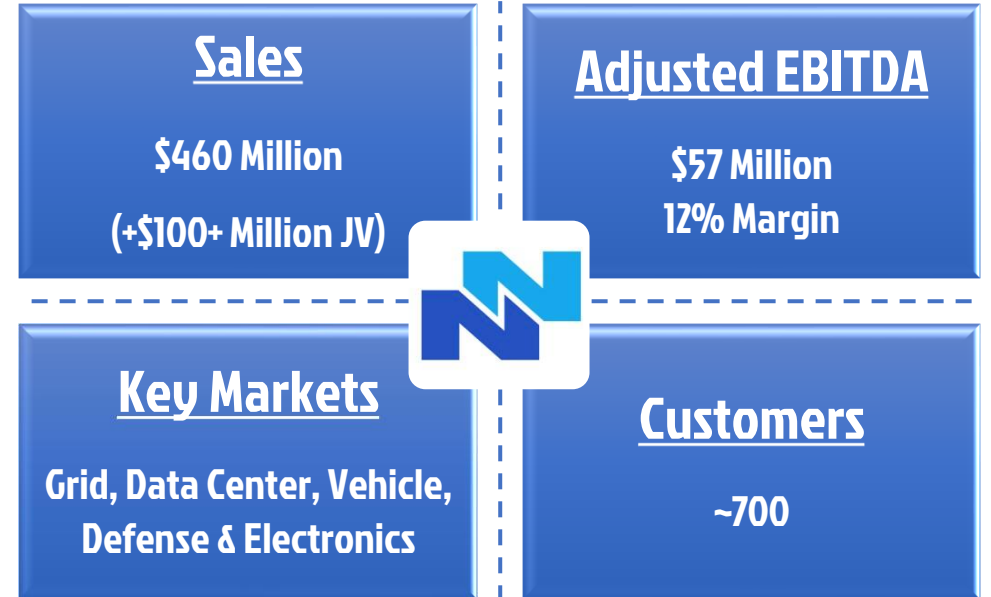 Sales
$460 Million
(+$100+ Million JV)
Adjusted EBITDA
$57 Million
12% Margin
NN
Key Markets
Grid, Data Center, Vehicle,
Defense & Electronics
Customers
~700